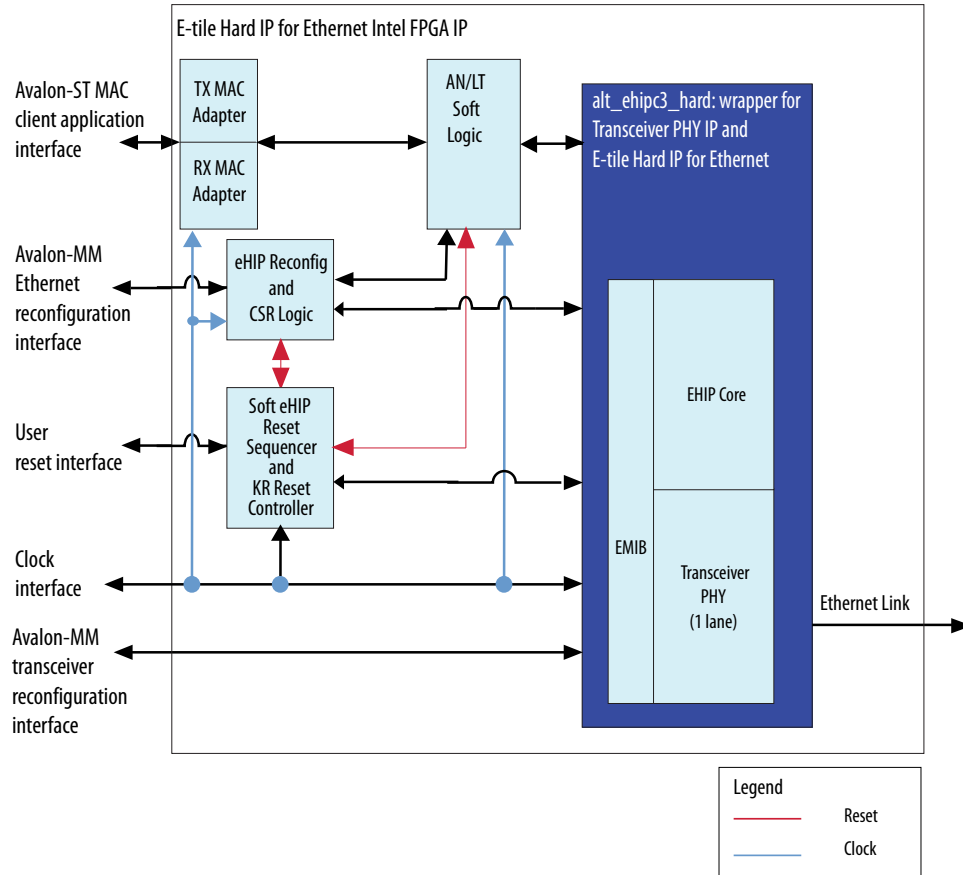 E-tile Hard IP for Ethernet Intel FPGA IP
Avalon-ST MAC
client application
interface
TX MAC
Adapter
RX MAC
Adapter
AN/LT
Soft
Logic
alt_ehipc3_hard: wrapper for
Transceiver PHY IP and
E-tile Hard IP for Ethernet
Avalon-MM
Ethernet
reconfiguration
interface
eHIP Reconfig
and
CSR Logic
User
reset interface
Soft eHIP
Reset
Sequencer
and
KR Reset
Controller
EHIP Core
EMIB
Transceiver
PHY
(1 lane)
Clock
interface
Ethernet Link
Avalon-MM
transceiver
reconfiguration
interface
Legend
Reset
Clock